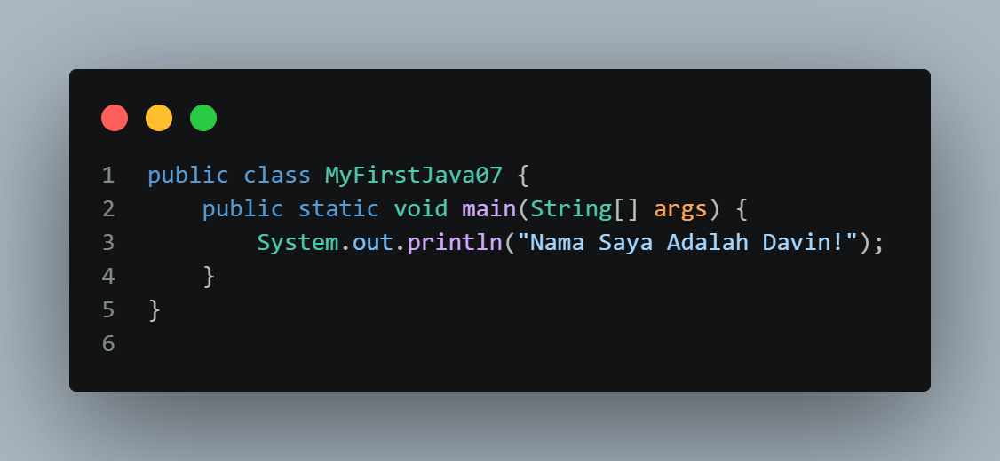 1 public class MyFirstJava07 {
2     public static void main(String[] args) {
3         System.out.println("Nama Saya Adalah Davin!");
4     }
5 }
6